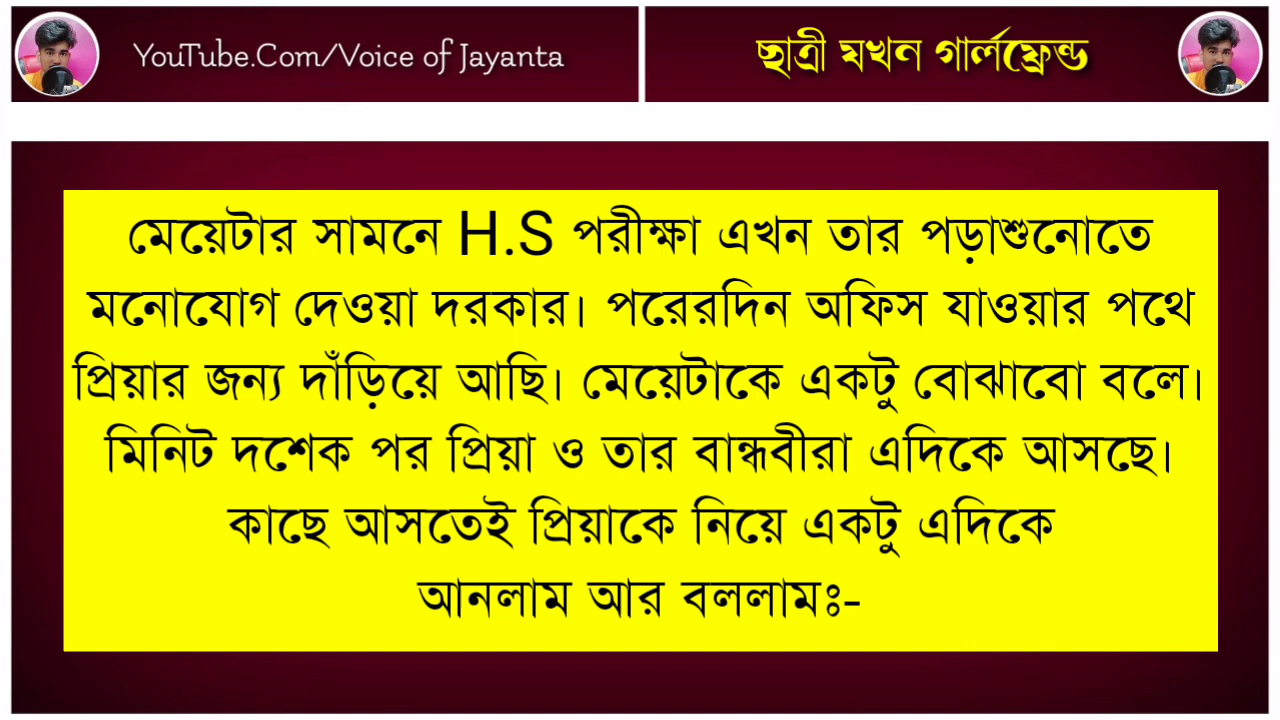 YouTube.Com/Voice of Jayanta
ছাত্রী যখন গার্লফ্রেন্ড
মেয়েটার সামনে H.S পরীক্ষা এখন তার পড়াশুনোতে
মনোযোগ দেওয়া দরকার। পরেরদিন অফিস যাওয়ার পথে
প্রিয়ার জন্য দাঁড়িয়ে আছি। মেয়েটাকে একটু বোঝাবো বলে।
মিনিট দশেক পর প্রিয়া ও তার বান্ধবীরা এদিকে আসছে।
কাছে আসতেই প্রিয়াকে নিয়ে একটু এদিকে
আনলাম আর বললামঃ-